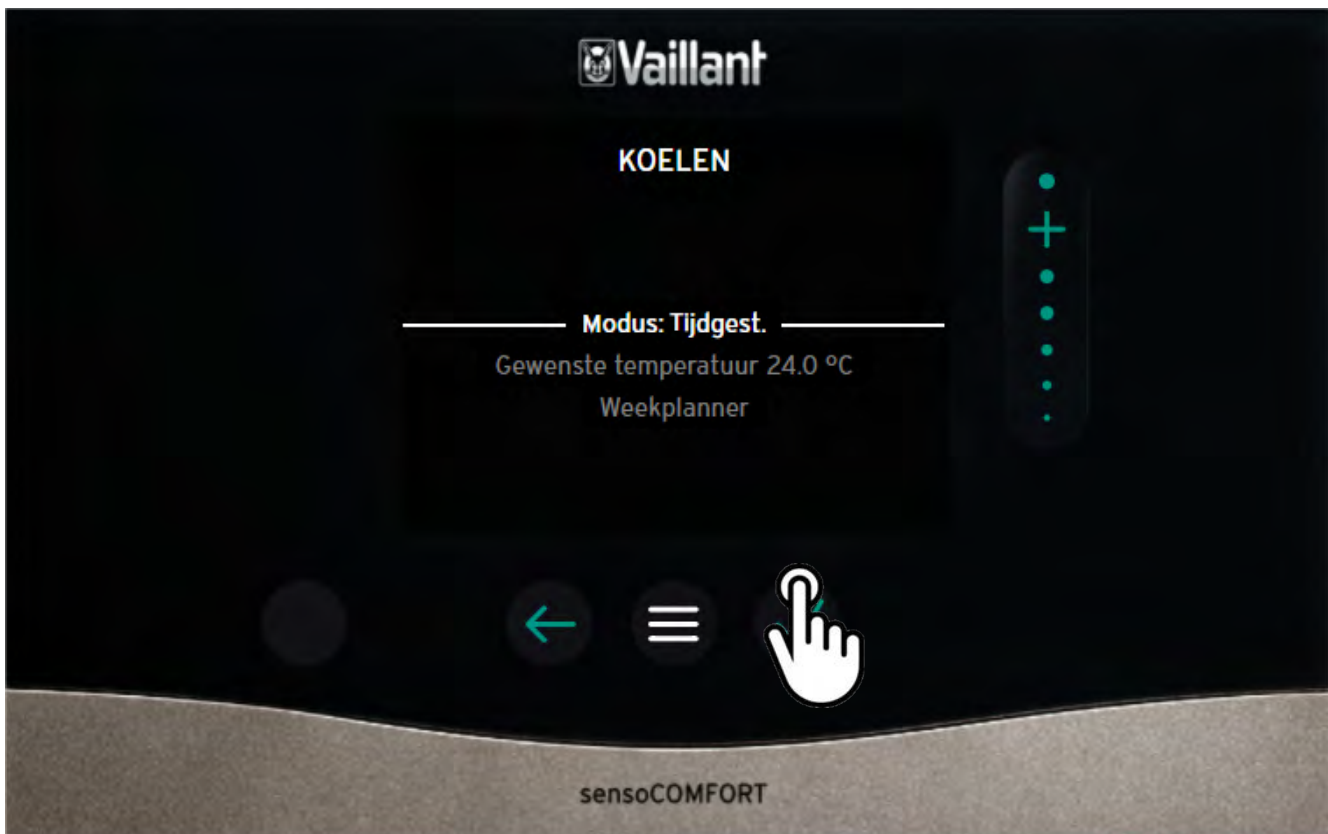 Vaillant
KOELEN
Modus: Tijdgest.
Gewenste temperatuur 24.0 °C
Weekplanner
sensoCOMFORT